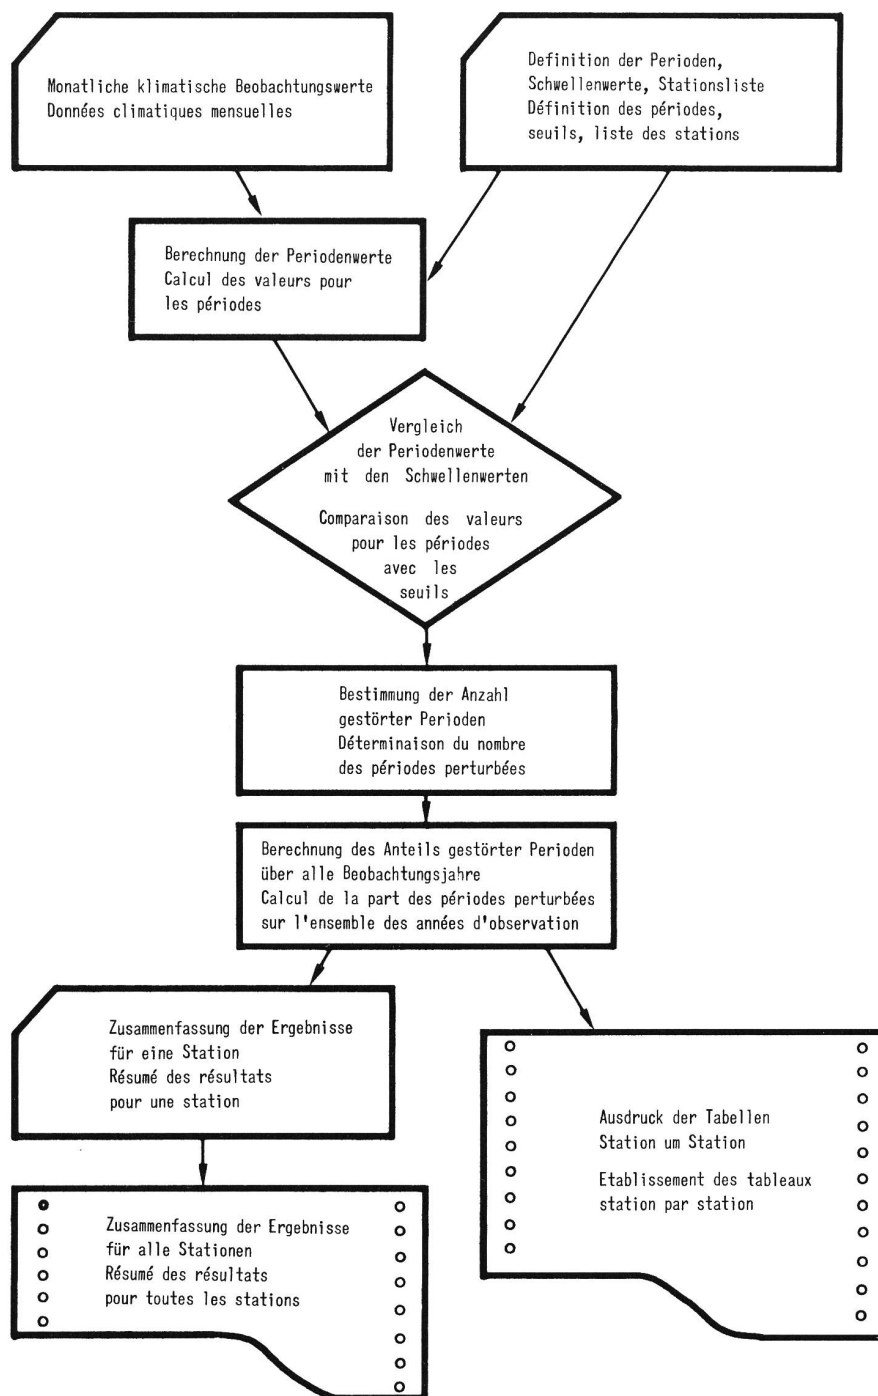 Monatliche klimatische Beobachtungswerte
Données climatiques mensuelles
Definition der Perioden,
Schwellenwerte, Stationsliste
Définition des périodes,
seuils, liste des stations
Berechnung der Periodenwerte
Calcul des valeurs pour
les périodes
Vergleich
der Periodenwerte
mit den Schwellenwerten
Comparaison des valeurs
pour les périodes
avec les
seuils
Bestimmung der Anzahl
gestörter Perioden
Déterminaison du nombre
des périodes perturbées
Berechnung des Anteils gestörter Perioden
über alle Beobachtungsjahre
Calcul de la part des périodes perturbées
sur l'ensemble des années d'observation
Zusammenfassung der Ergebnisse
für eine Station
Résumé des résultats
pour une station
Ausdruck der Tabellen
Station um Station
Etablissement des tableaux
station par station
Zusammenfassung der Ergebnisse
für alle Stationen
Résumé des résultats
pour toutes les stations